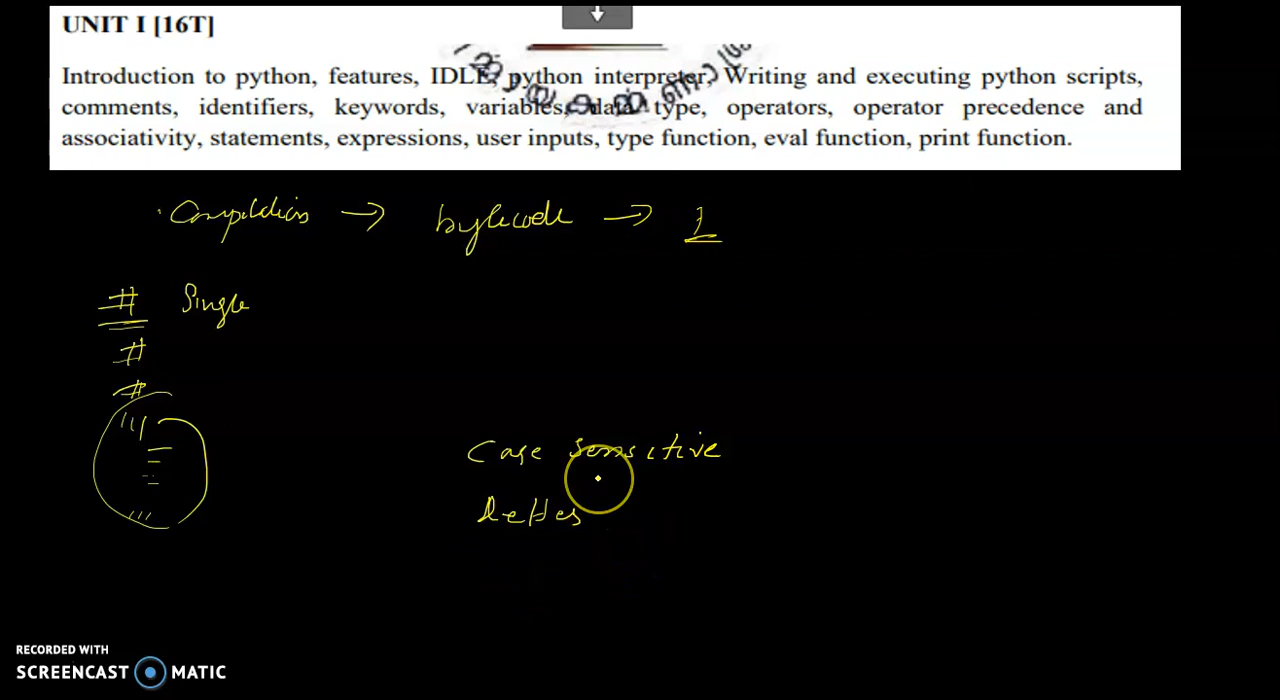 UNIT I [16T]
Introduction to python, features, IDLE, python interpreter, Writing and executing python scripts,
comments, identifiers, keywords, variables, data type, operators, operator precedence and
associativity, statements, expressions, user inputs, type function, eval function, print function.
Compilation → bytecode → 1
# Single
#
#
'''
'''
Case sensitive
letter
RECORDED WITH
SCREENCAST MATIC